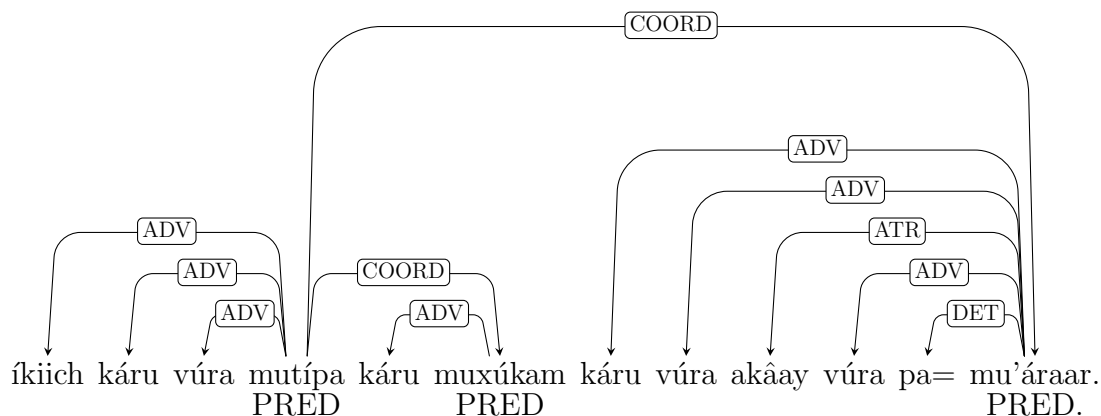 COORD
ADV
ADV
ADV ATR
ADV COORD ADV
ADV ADV DET
íkiich káru vúra mutípa káru muxúkam káru vúra akâay vúra pa= mu'áraar.
PRED PRED PRED.